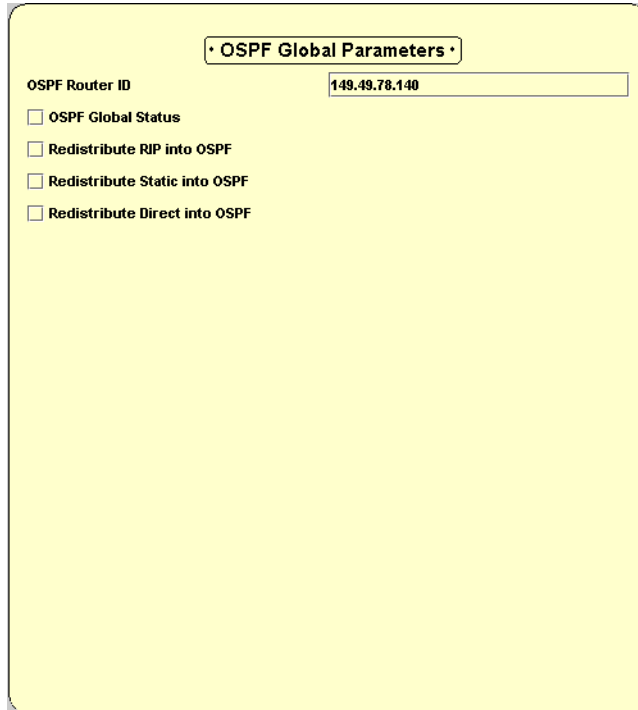 • OSPF Global Parameters •
OSPF Router ID 149.49.78.140
OSPF Global Status
Redistribute RIP into OSPF
Redistribute Static into OSPF
Redistribute Direct into OSPF